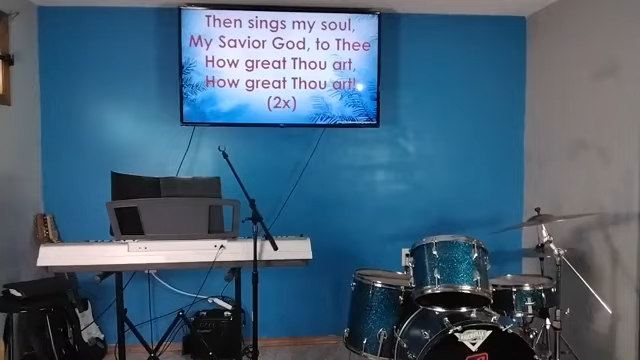 Then sings my soul,
My Savior God, to Thee
How great Thou art,
How great Thou art!
(2x)